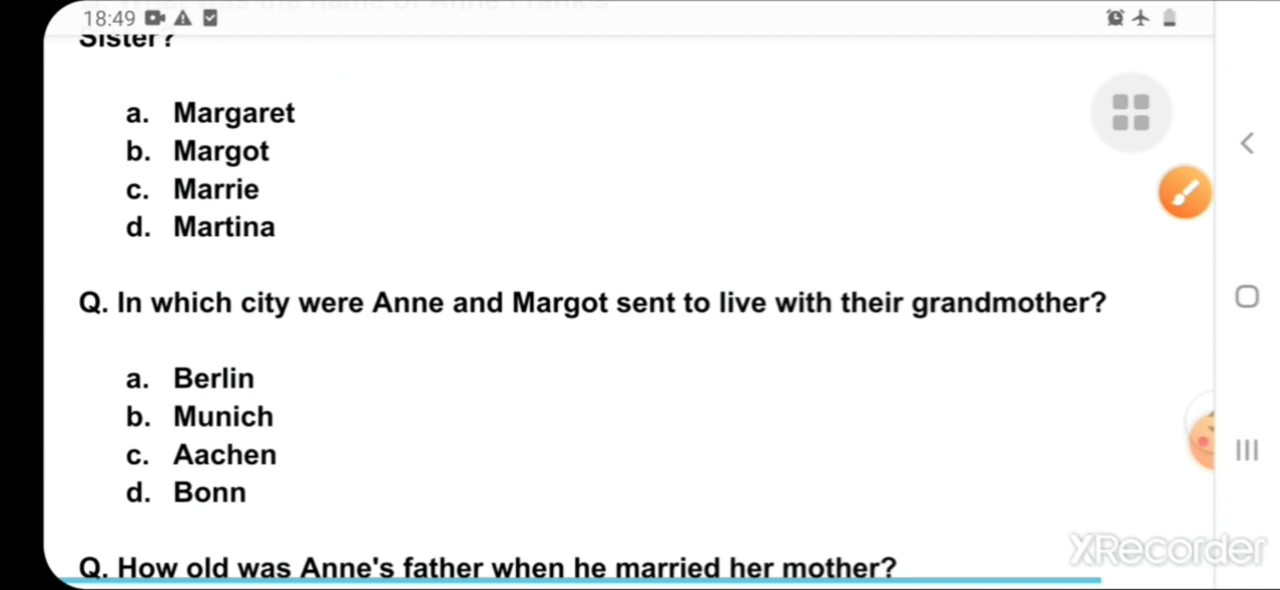 18:49
Sister?
a. Margaret
b. Margot
c. Marrie
d. Martina
Q. In which city were Anne and Margot sent to live with their grandmother?
a. Berlin
b. Munich
c. Aachen
d. Bonn
Q. How old was Anne's father when he married her mother?
XRecorder